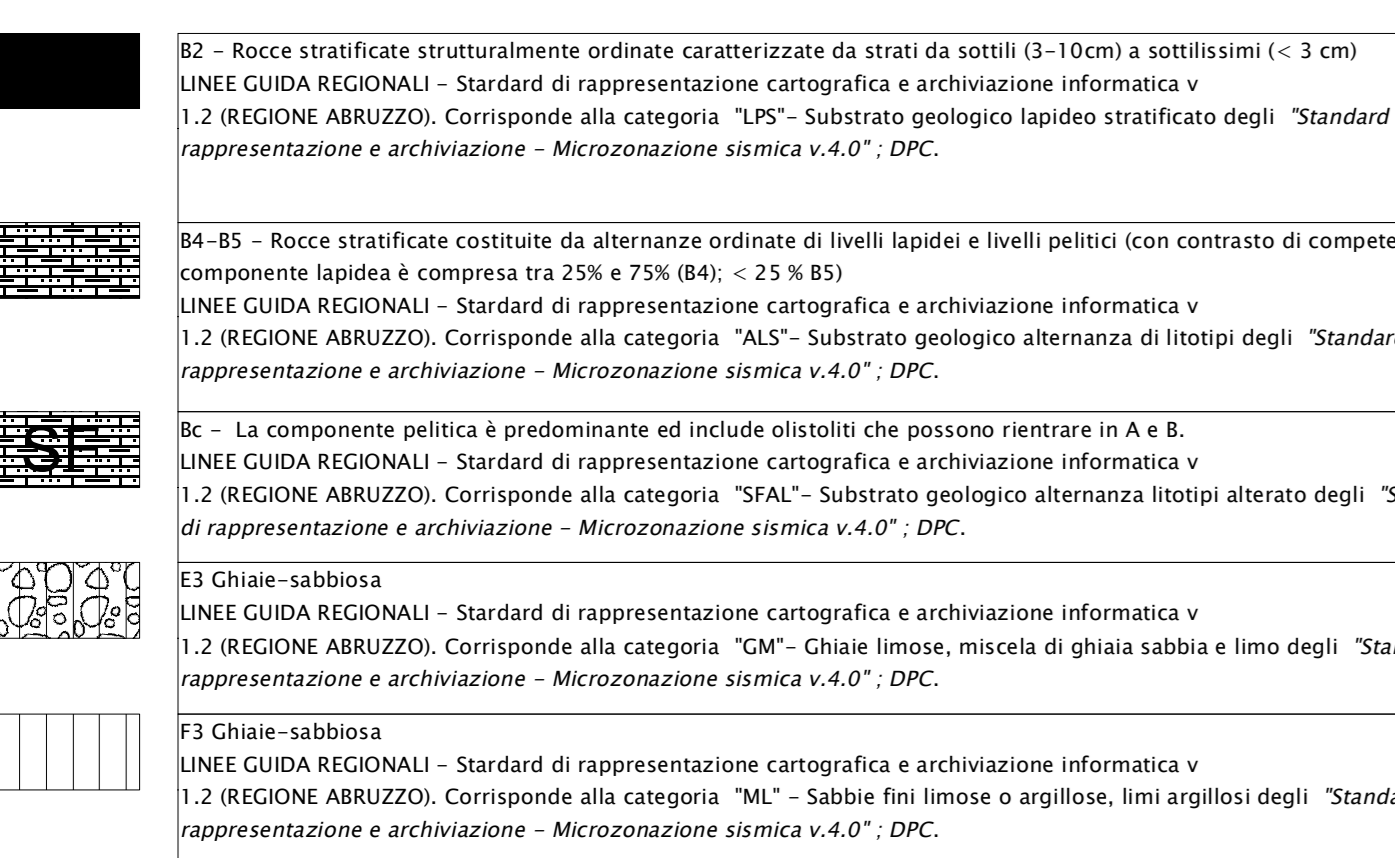 B2 – Rocce stratificate strutturalmente ordinate caratterizzate da strati da sottili (3–10cm) a sottilissimi (< 3 cm)
LINEE GUIDA REGIONALI – Stardard di rappresentazione cartografica e archiviazione informatica v
1.2 (REGIONE ABRUZZO). Corrisponde alla categoria "LPS"– Substrato geologico lapideo stratificato degli "Standard
rappresentazione e archiviazione – Microzonazione sismica v.4.0" ; DPC.
B4–B5 – Rocce stratificate costituite da alternanze ordinate di livelli lapidei e livelli pelitici (con contrasto di compete
componente lapidea è compresa tra 25% e 75% (B4); < 25 % B5)
LINEE GUIDA REGIONALI – Stardard di rappresentazione cartografica e archiviazione informatica v
1.2 (REGIONE ABRUZZO). Corrisponde alla categoria "ALS"– Substrato geologico alternanza di litotipi degli "Standar
rappresentazione e archiviazione – Microzonazione sismica v.4.0" ; DPC.
SF
Bc – La componente pelitica è predominante ed include olistoliti che possono rientrare in A e B.
LINEE GUIDA REGIONALI – Stardard di rappresentazione cartografica e archiviazione informatica v
1.2 (REGIONE ABRUZZO). Corrisponde alla categoria "SFAL"– Substrato geologico alternanza litotipi alterato degli "S
di rappresentazione e archiviazione – Microzonazione sismica v.4.0" ; DPC.
E3 Ghiaie–sabbiosa
LINEE GUIDA REGIONALI – Stardard di rappresentazione cartografica e archiviazione informatica v
1.2 (REGIONE ABRUZZO). Corrisponde alla categoria "GM"– Ghiaie limose, miscela di ghiaia sabbia e limo degli "Sta
rappresentazione e archiviazione – Microzonazione sismica v.4.0" ; DPC.
F3 Ghiaie–sabbiosa
LINEE GUIDA REGIONALI – Stardard di rappresentazione cartografica e archiviazione informatica v
1.2 (REGIONE ABRUZZO). Corrisponde alla categoria "ML" – Sabbie fini limose o argillose, limi argillosi degli "Standa
rappresentazione e archiviazione – Microzonazione sismica v.4.0" ; DPC.